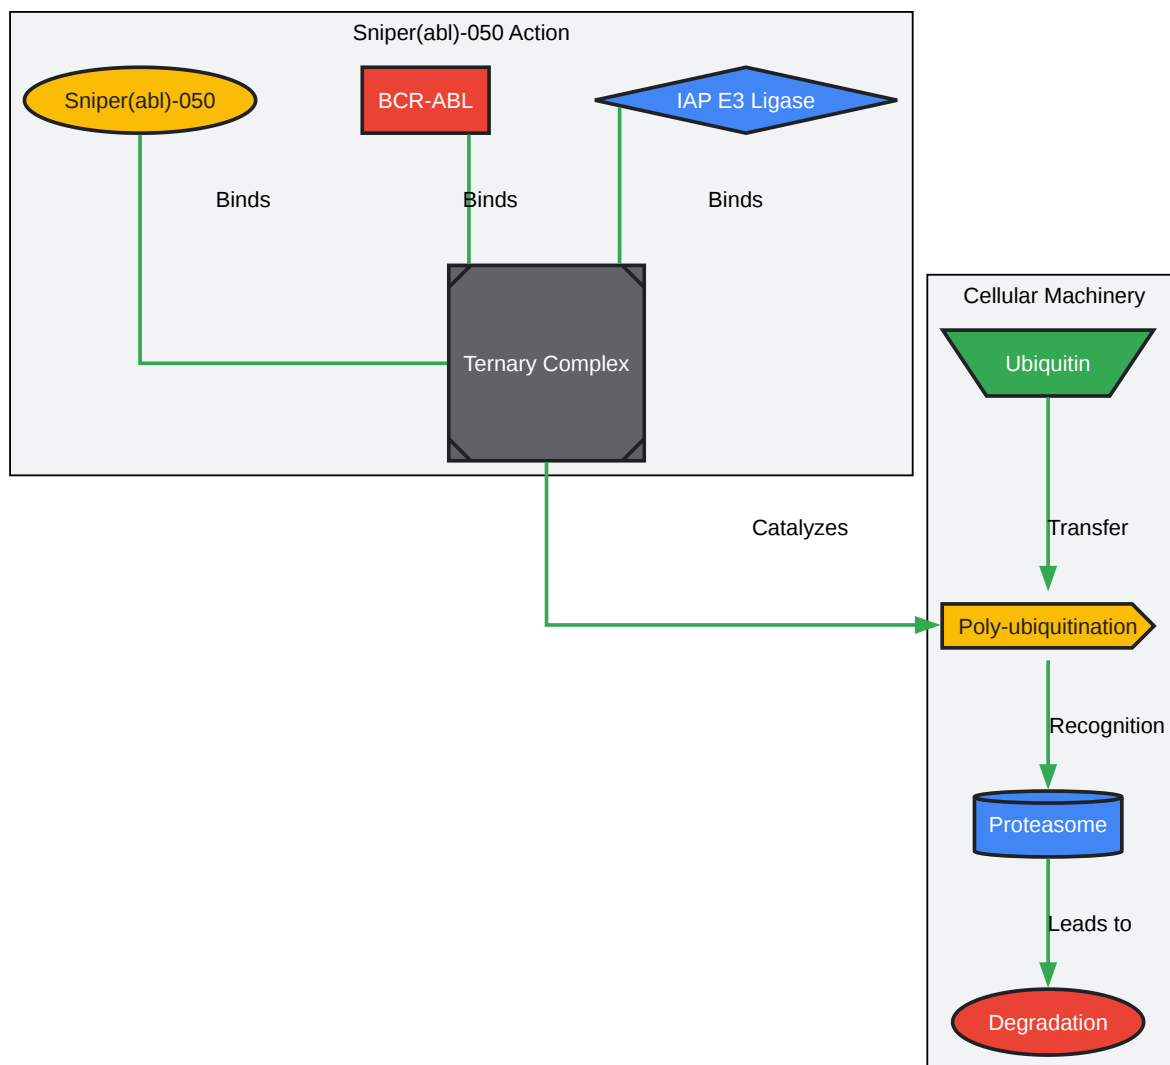 Sniper(abl)-050 Action
Sniper(abl)-050
BCR-ABL
IAP E3 Ligase
Binds
Binds
Binds
Ternary Complex
Catalyzes
Cellular Machinery
Ubiquitin
Transfer
Poly-ubiquitination
Recognition
Proteasome
Leads to
Degradation